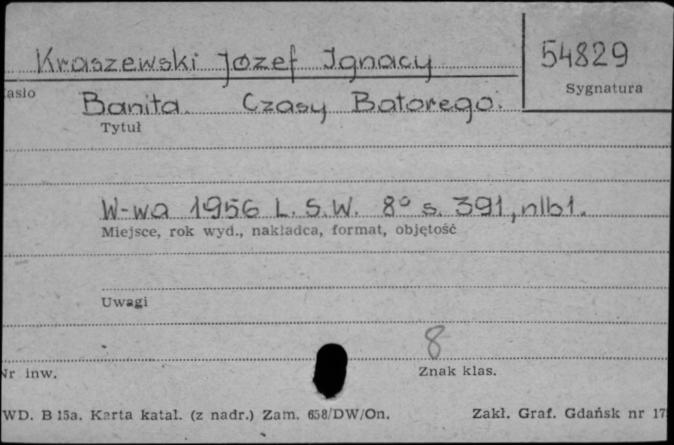 Kraszewski Józef Ignacy
54829
Sygnatura
asło
Banita. Czasy Batorego.
Tytuł
W-wa 1956 L.S.W. 8° s. 391, nlb1.
Miejsce, rok wyd., nakładca, format, objętość
Uwagi
8
Nr inw.
Znak klas.
WD. B 15a. Karta katal. (z nadr.) Zam. 658/DW/On.
Zakł. Graf. Gdańsk nr 17